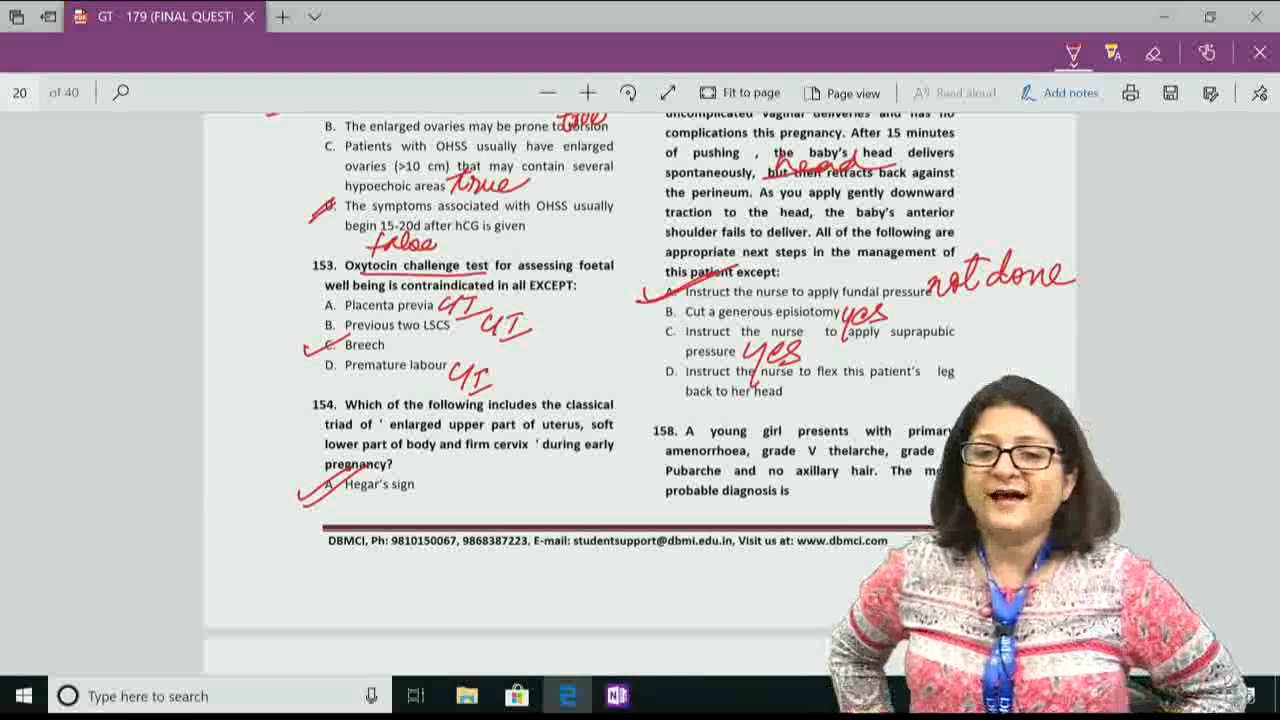 GT - 179 (FINAL QUEST
20 of 40
Fit to page
Page view
Read aloud
Add notes
B. The enlarged ovaries may be prone to torsion
true
C. Patients with OHSS usually have enlarged
ovaries (>10 cm) that may contain several
hypoechoic areas
true
D. The symptoms associated with OHSS usually
begin 15-20d after hCG is given
false
153. Oxytocin challenge test for assessing foetal
well being is contraindicated in all EXCEPT:
A. Placenta previa
CI
B. Previous two LSCS
CI
C. Breech
D. Premature labour
CI
154. Which of the following includes the classical
triad of ' enlarged upper part of uterus, soft
lower part of body and firm cervix ' during early
pregnancy?
A. Hegar's sign
uncomplicated vaginal deliveries and has no
complications this pregnancy. After 15 minutes
of pushing , the baby's head delivers
head
spontaneously, but then retracts back against
the perineum. As you apply gently downward
traction to the head, the baby's anterior
shoulder fails to deliver. All of the following are
appropriate next steps in the management of
this patient except:
A. Instruct the nurse to apply fundal pressure
not done
B. Cut a generous episiotomy
yes
C. Instruct the nurse to apply suprapubic
pressure
yes
D. Instruct the nurse to flex this patient's leg
back to her head
158. A young girl presents with primary
amenorrhoea, grade V thelarche, grade
Pubarche and no axillary hair. The
probable diagnosis is
DBMCI, Ph: 9810150067, 9868387223, E-mail: studentsupport@dbmi.edu.in, Visit us at: www.dbmci.com
Type here to search